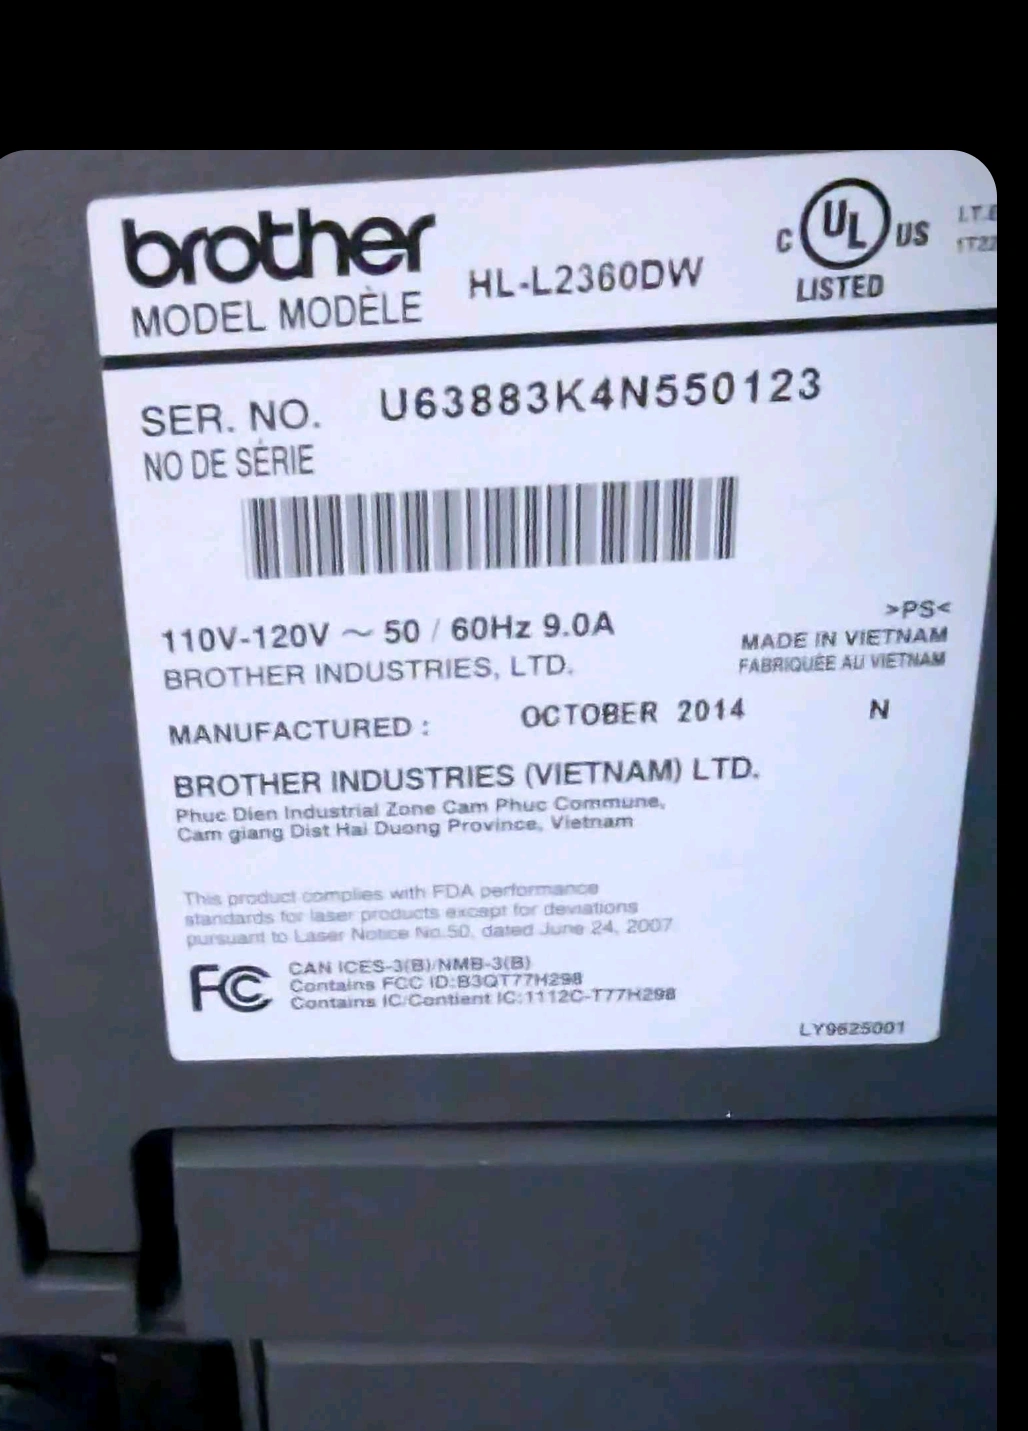 brother
MODEL MODÈLE HL-L2360DW
C UL US
LISTED
SER. NO. U63883K4N550123
NO DE SÉRIE
110V-120V ~ 50 / 60Hz 9.0A
BROTHER INDUSTRIES, LTD.
>PS<
MADE IN VIETNAM
FABRIQUÉE AU VIETNAM
MANUFACTURED : OCTOBER 2014 N
BROTHER INDUSTRIES (VIETNAM) LTD.
Phuc Dien Industrial Zone Cam Phuc Commune,
Cam giang Dist Hai Duong Province, Vietnam
This product complies with FDA performance
standards for laser products except for deviations
pursuant to Laser Notice No.50, dated June 24, 2007
FC CAN ICES-3(B)/NMB-3(B)
Contains FCC ID:B3QT77H298
Contains IC/Contient IC:1112C-T77H298
LY9625001